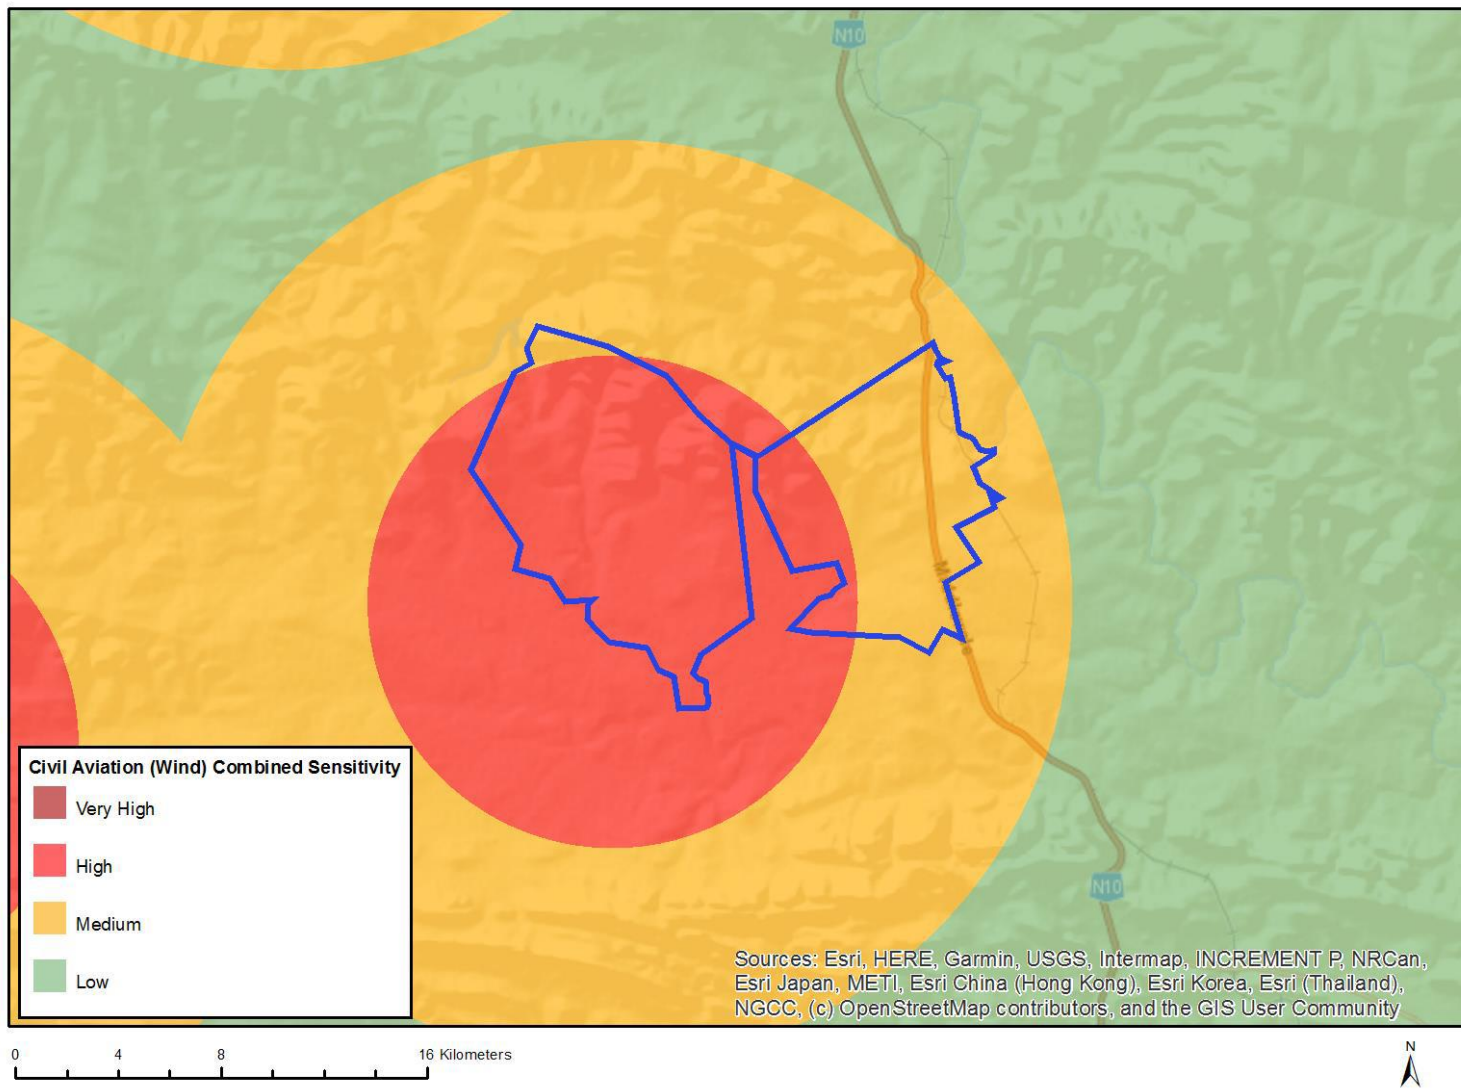 N10
Civil Aviation (Wind) Combined Sensitivity
Very High
High
Medium
Low
N10
Sources: Esri, HERE, Garmin, USGS, Intermap, INCREMENT P, NRCan,
Esri Japan, METI, Esri China (Hong Kong), Esri Korea, Esri (Thailand),
NGCC, (c) OpenStreetMap contributors, and the GIS User Community
0 4 8 16 Kilometers
N